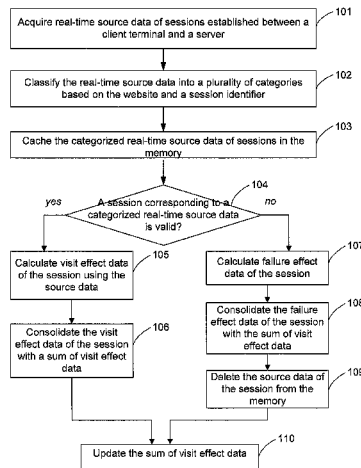 Acquire real-time source data of sessions established between a
client terminal and a server
101
Classify the real-time source data into a plurality of categories
based on the website and a session identifier
102
Cache the categorized real-time source data of sessions in the
memory
103
104
yes
A session corresponding to a
categorized real-time source data
is valid?
no
105
Calculate visit effect data
of the session using the
source data
107
Calculate failure effect
data of the session
106
Consolidate the visit
effect data of the session
with a sum of visit effect
data
108
Consolidate the failure
effect data of the session
with the sum of visit
effect data
109
Delete the source data of
the session from the
memory
Update the sum of visit effect data
110